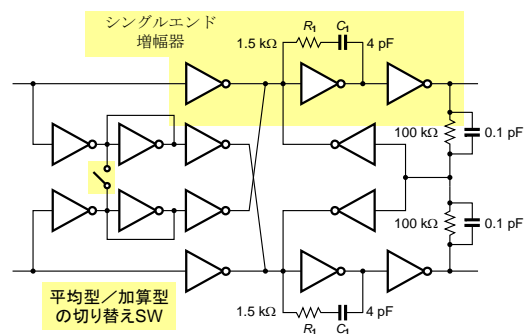 シングルエンド
増幅器
R1
C1
1.5 kΩ
4 pF
100 kΩ
0.1 pF
100 kΩ
0.1 pF
平均型／加算型
の切り替えSW
1.5 kΩ
4 pF
R1
C1